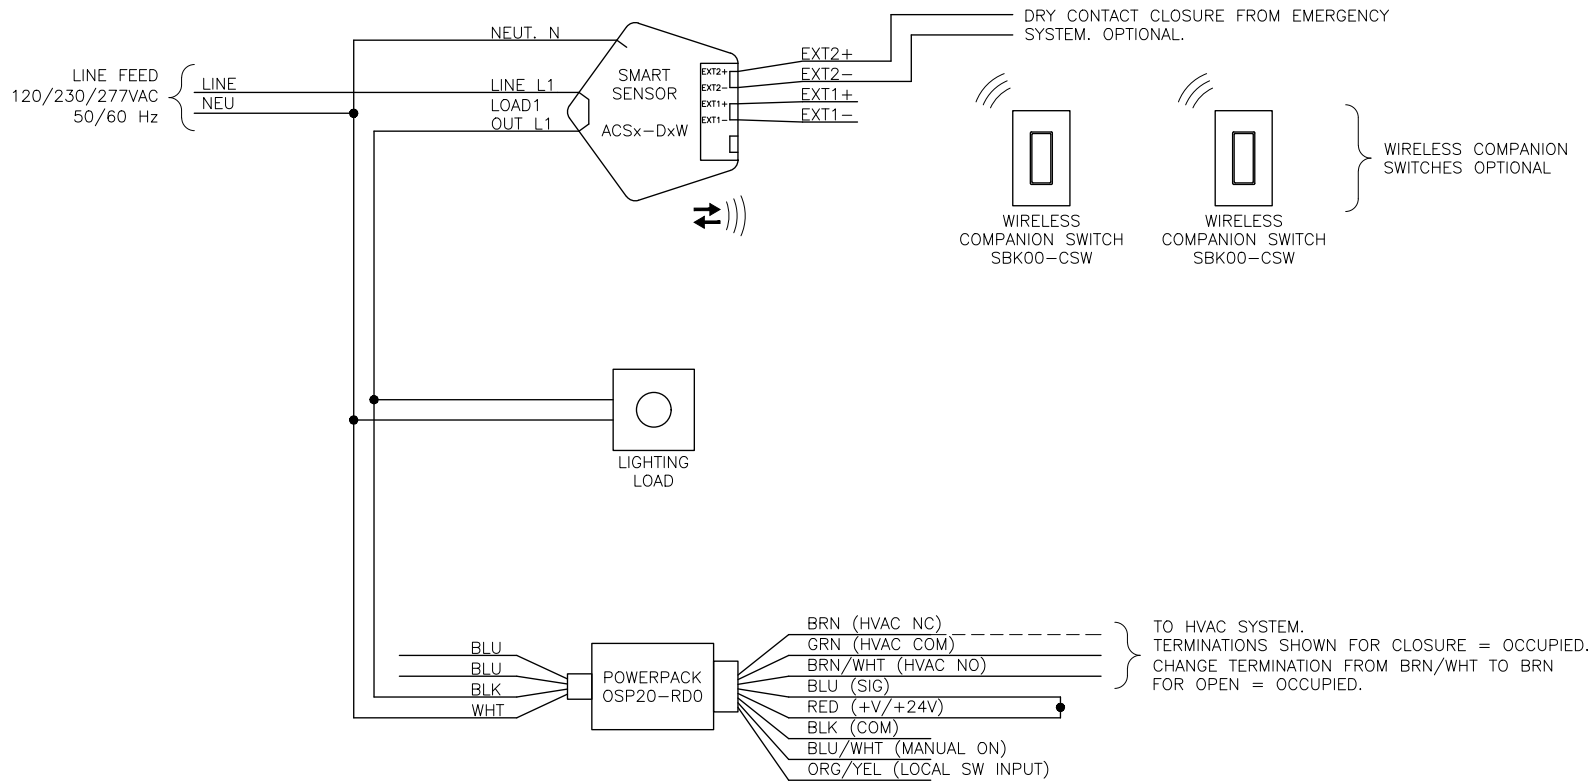 DRY CONTACT CLOSURE FROM EMERGENCY
SYSTEM. OPTIONAL.
NEUT. N
LINE FEED
120/230/277VAC
50/60 Hz
LINE
NEU
LINE L1
LOAD1
OUT L1
SMART
SENSOR
ACSx-DxW
EXT2+
EXT2-
EXT1+
EXT1-
EXT2+
EXT2-
EXT1+
EXT1-
WIRELESS
COMPANION SWITCH
SBK00-CSW
WIRELESS
COMPANION SWITCH
SBK00-CSW
WIRELESS COMPANION
SWITCHES OPTIONAL
LIGHTING
LOAD
BLU
BLU
BLK
WHT
POWERPACK
OSP20-RD0
BRN (HVAC NC)
GRN (HVAC COM)
BRN/WHT (HVAC NO)
BLU (SIG)
RED (+V/+24V)
BLK (COM)
BLU/WHT (MANUAL ON)
ORG/YEL (LOCAL SW INPUT)
TO HVAC SYSTEM.
TERMINATIONS SHOWN FOR CLOSURE = OCCUPIED.
CHANGE TERMINATION FROM BRN/WHT TO BRN
FOR OPEN = OCCUPIED.